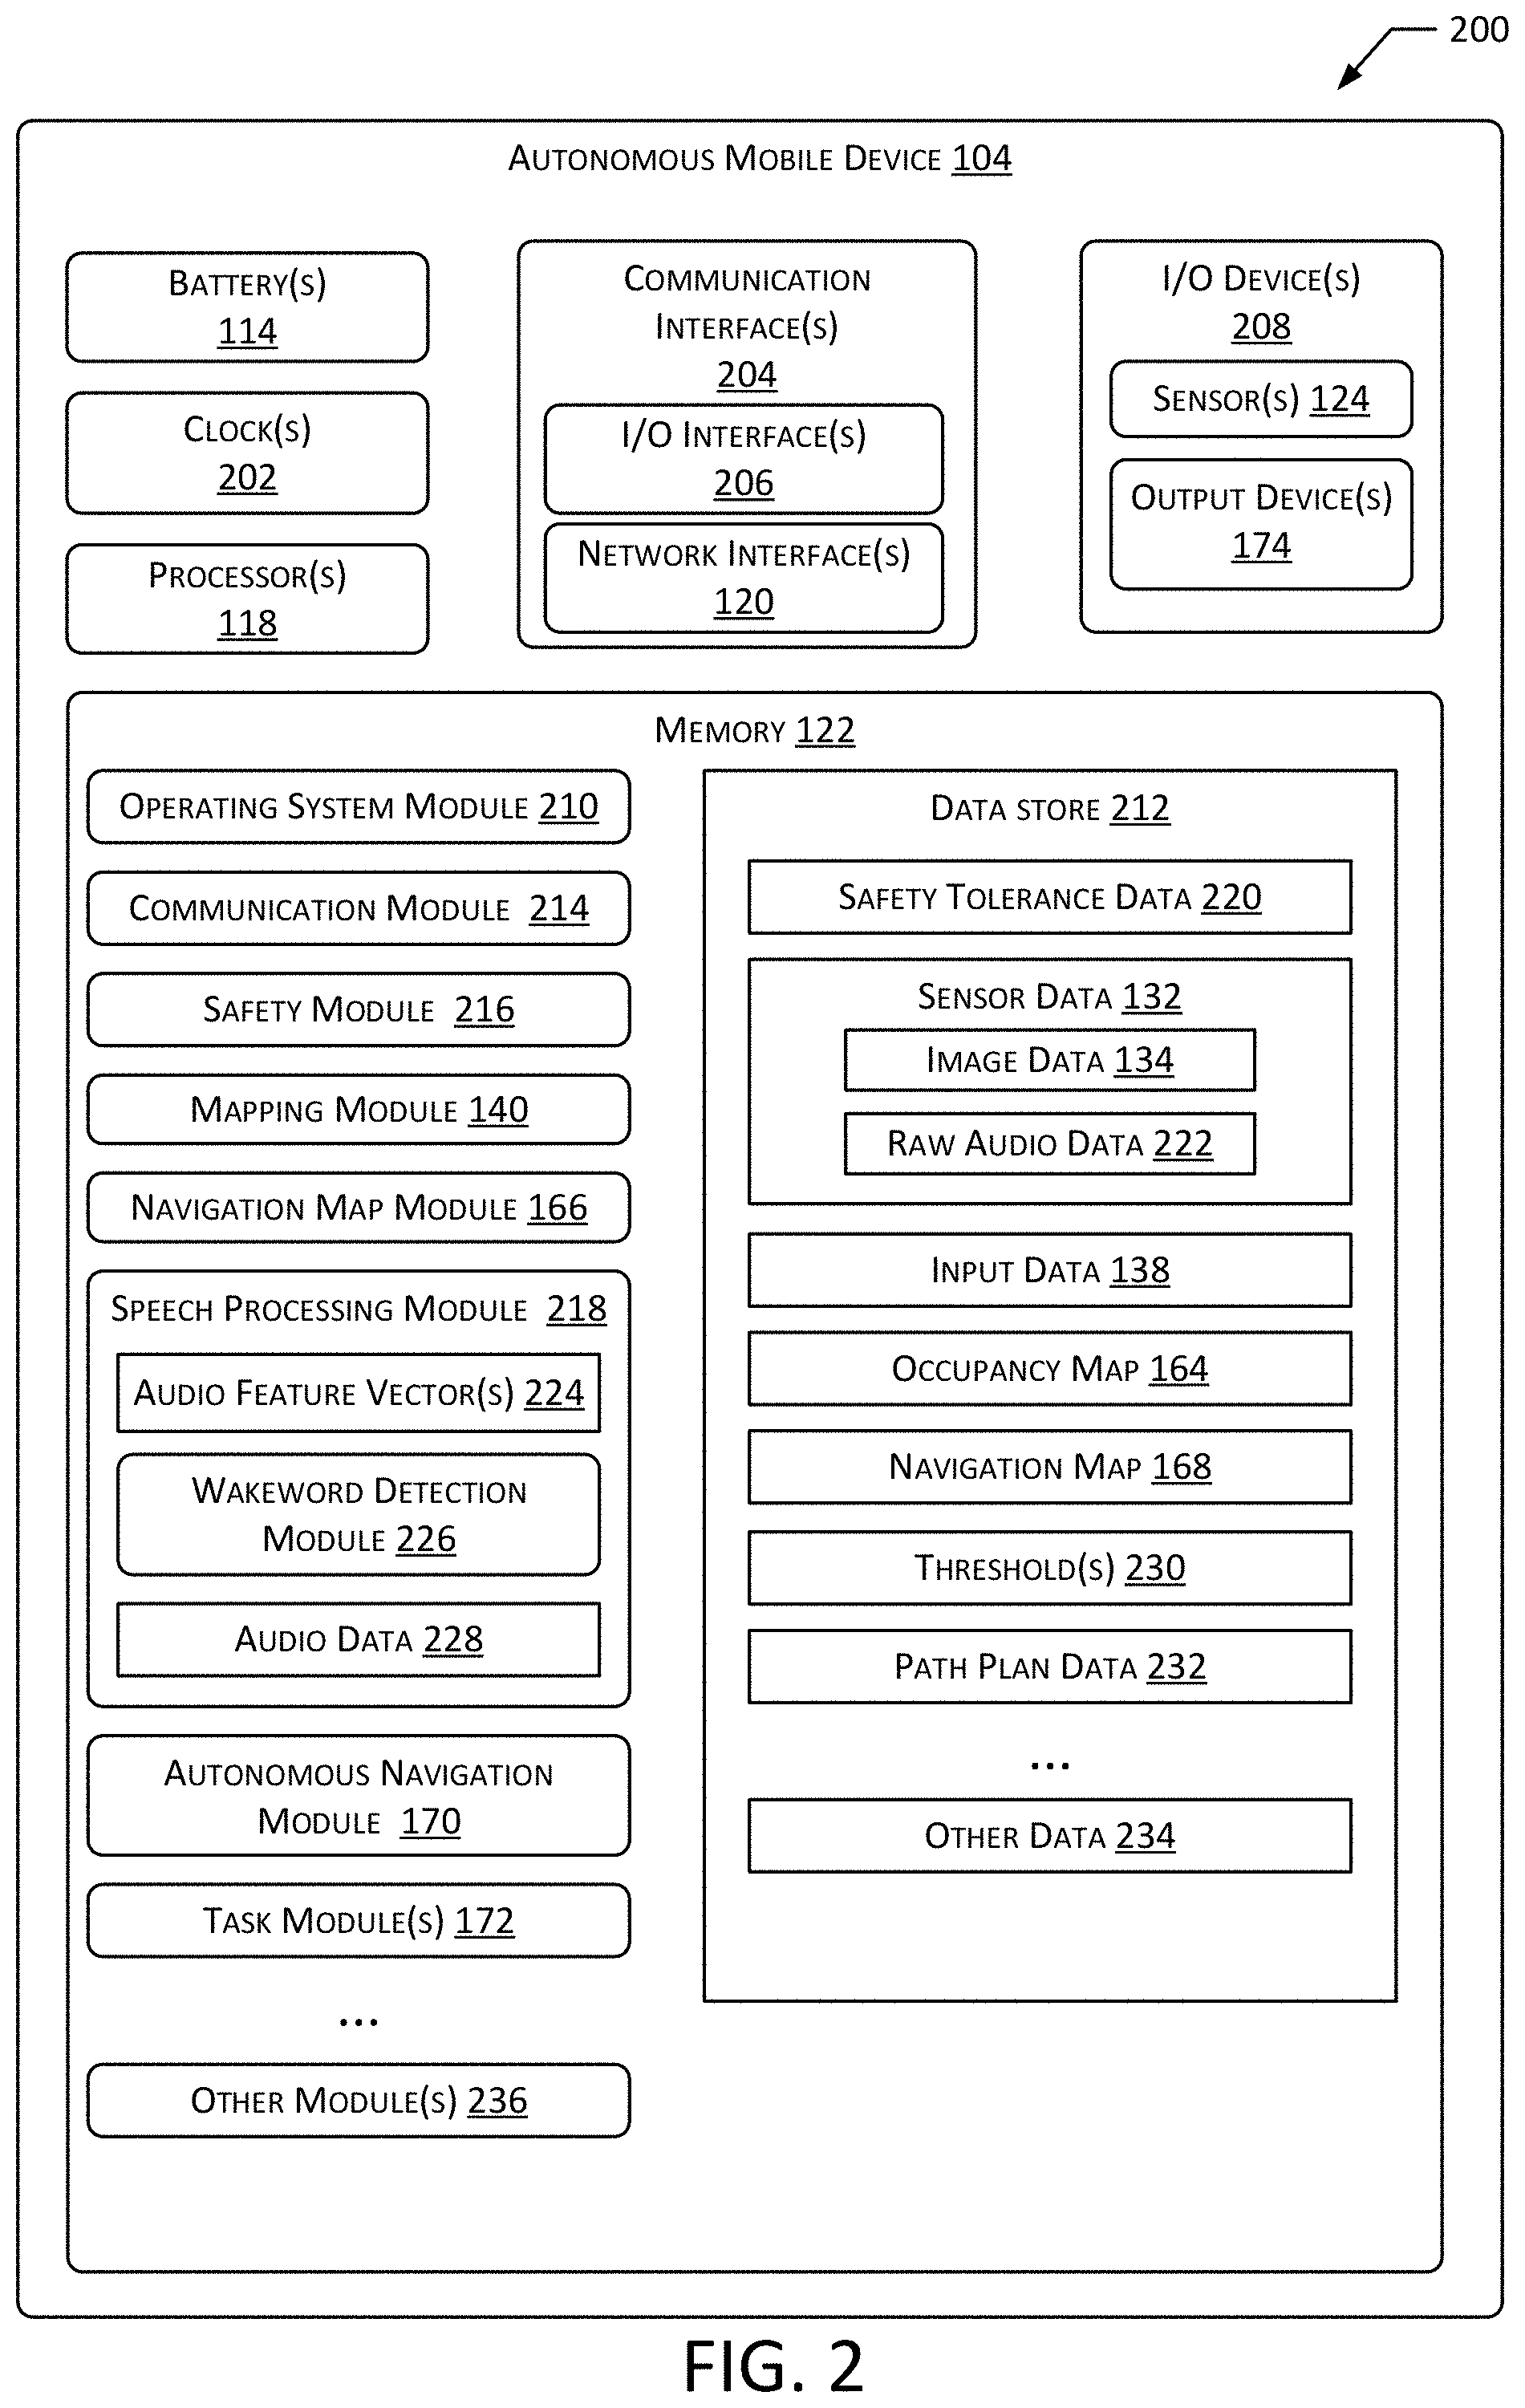 200
Autonomous Mobile Device 104
Battery(s)
114
Clock(s)
202
Processor(s)
118
Communication
Interface(s)
204
I/O Interface(s)
206
Network Interface(s)
120
I/O Device(s)
208
Sensor(s) 124
Output Device(s)
174
Memory 122
Operating System Module 210
Communication Module 214
Safety Module 216
Mapping Module 140
Navigation Map Module 166
Speech Processing Module 218
Audio Feature Vector(s) 224
Wakeword Detection
Module 226
Audio Data 228
Autonomous Navigation
Module 170
Task Module(s) 172
...
Other Module(s) 236
Data store 212
Safety Tolerance Data 220
Sensor Data 132
Image Data 134
Raw Audio Data 222
Input Data 138
Occupancy Map 164
Navigation Map 168
Threshold(s) 230
Path Plan Data 232
...
Other Data 234
FIG. 2